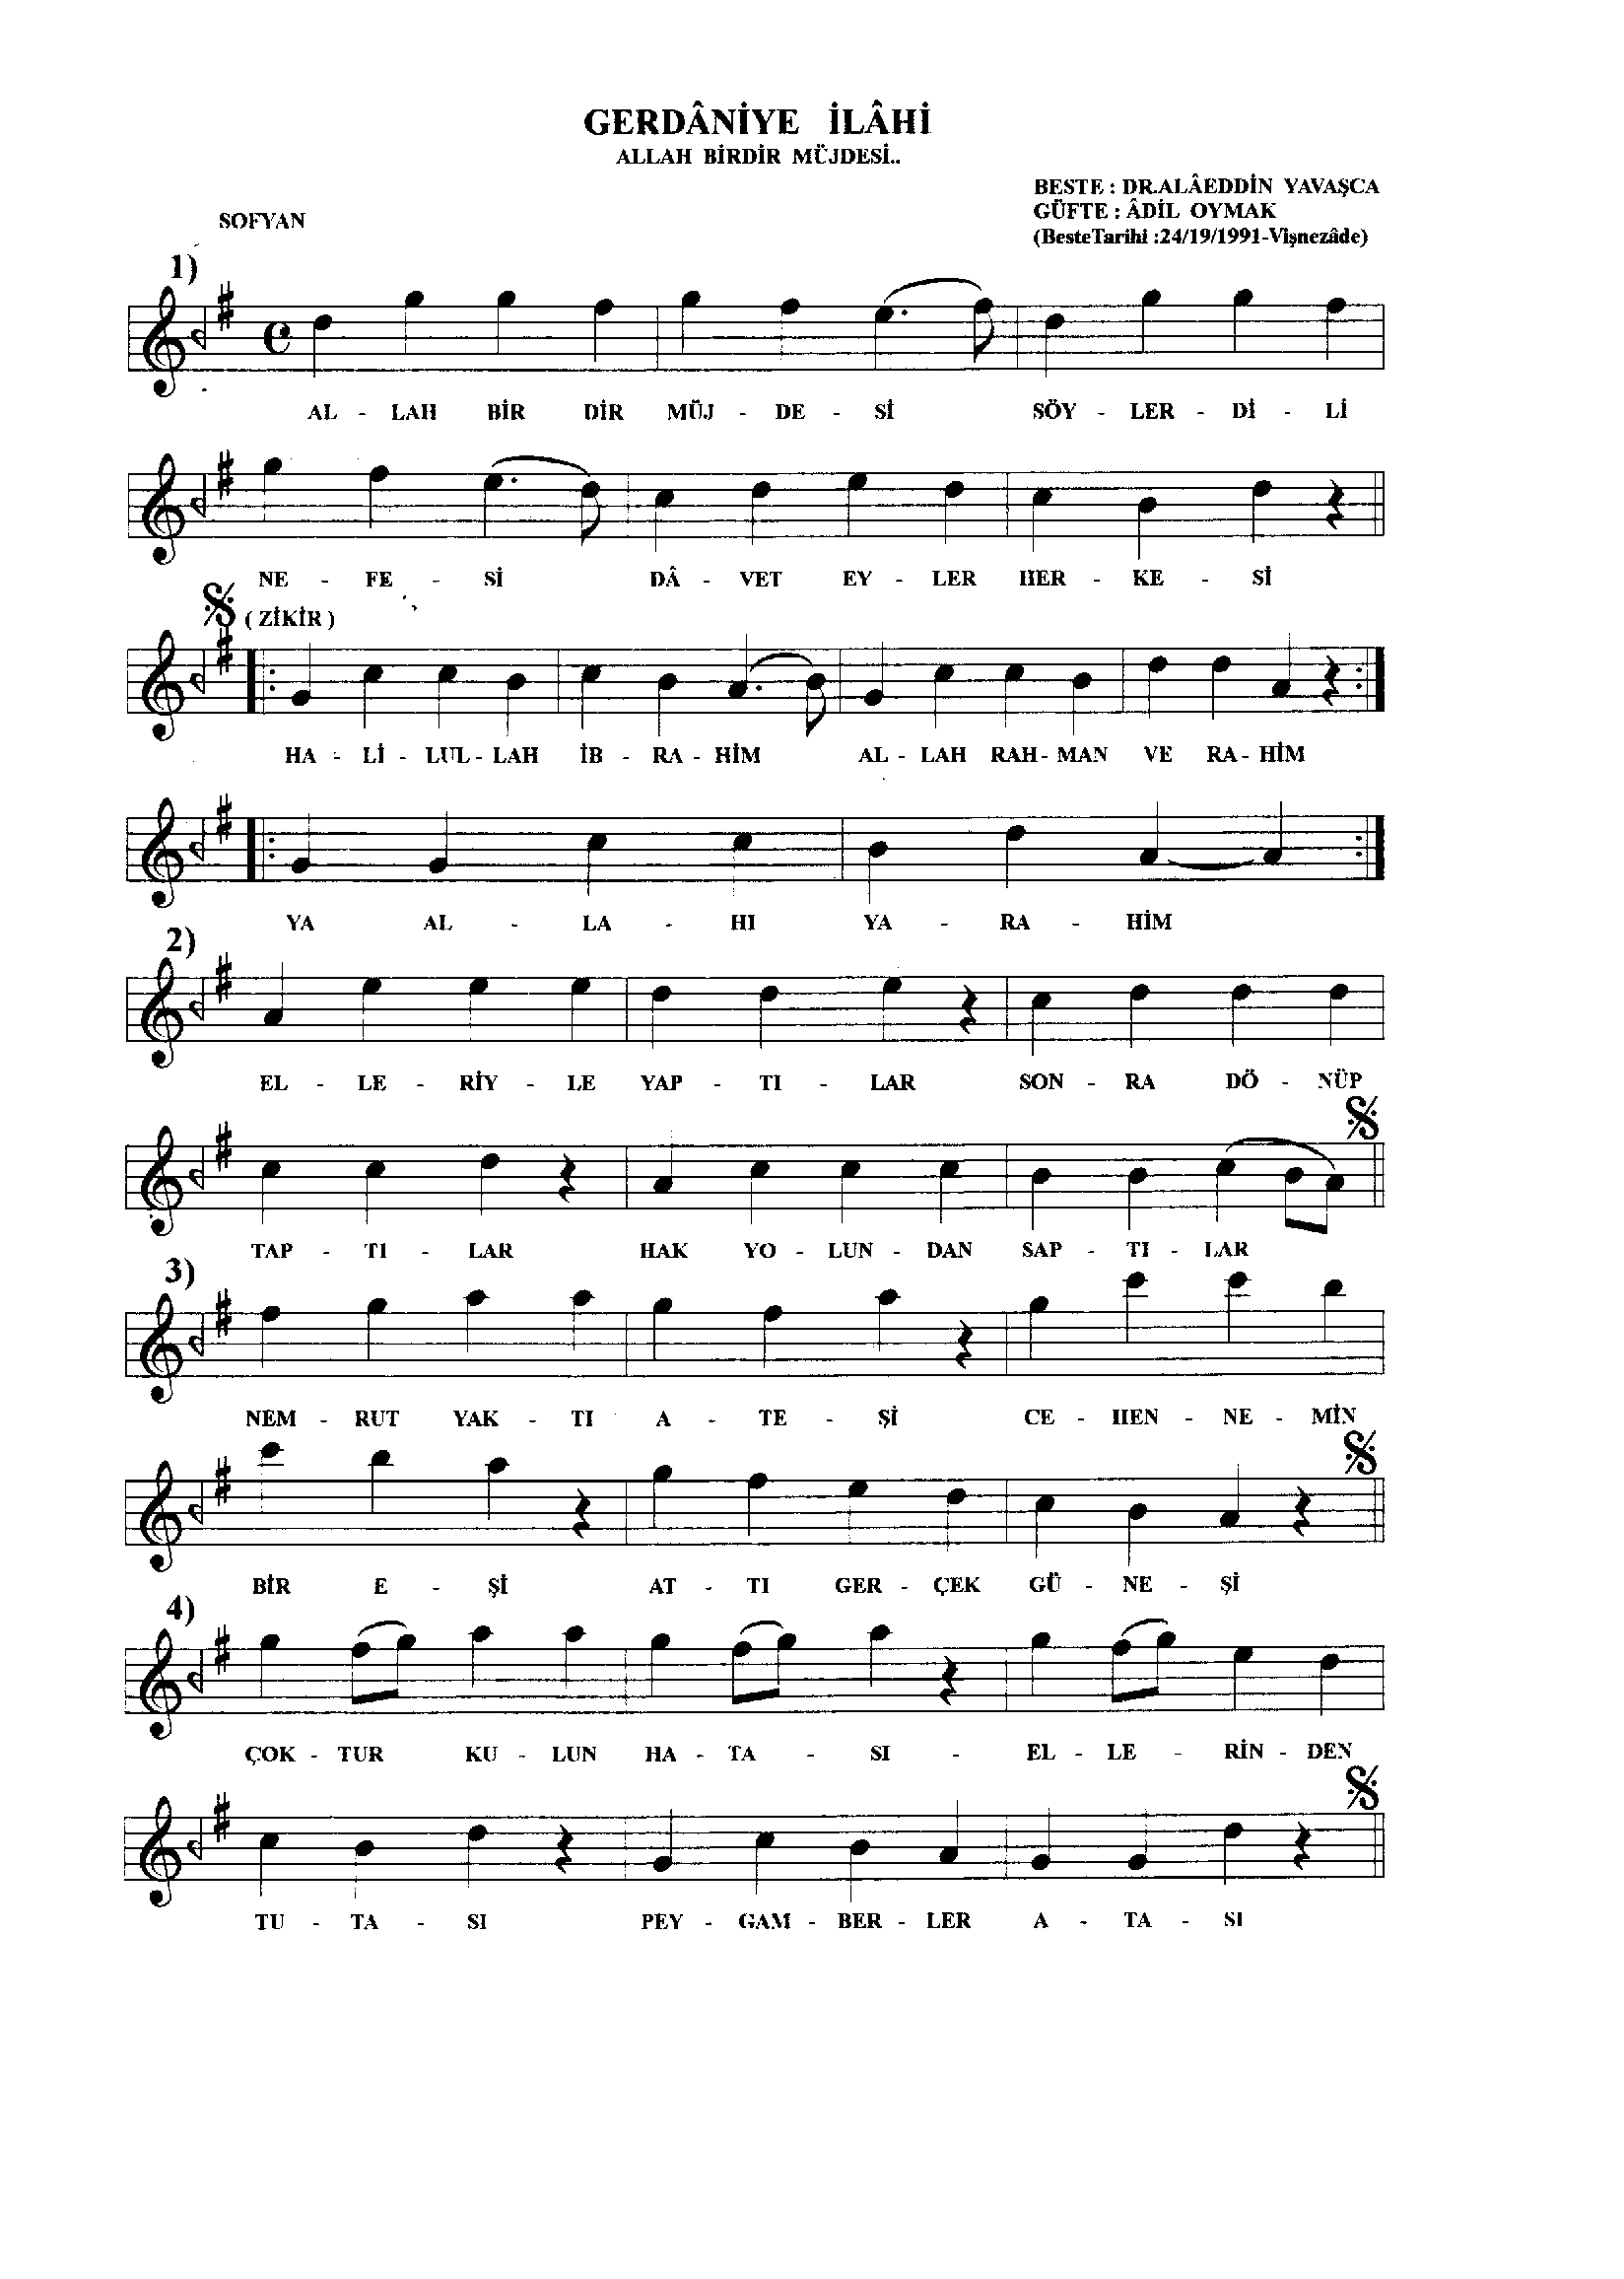 GERDÂNİYE İLÂHİ
ALLAH BİRDİR MÜJDESİ..
BESTE : DR.ALÂEDDİN YAVAŞCA
SOFYAN
GÜFTE : ÂDİL OYMAK
(BesteTarihi :24/19/1991-Vişnezâde)
1)
AL - LAH BİR DİR MÜJ - DE - Sİ SÖY - LER - Dİ - Lİ
NE - FE - Sİ DÂ - VET EY - LER HER - KE - Sİ
( ZİKİR )
HA - Lİ - LUL - LAH İB - RA - HİM AL - LAH RAH - MAN VE RA - HİM
YA AL - LA - HI YA - RA - HİM
2)
EL - LE - RİY - LE YAP - TI - LAR SON - RA DÖ - NÜP
TAP - TI - LAR HAK YO - LUN - DAN SAP - TI - LAR
3)
NEM - RUT YAK - TI A - TE - Şİ CE - HEN - NE - MİN
BİR E - Şİ AT - TI GER - ÇEK GÜ - NE - Şİ
4)
ÇOK - TUR KU - LUN HA - TA - SI - EL - LE - RİN - DEN
TU - TA - SI PEY - GAM - BER - LER A - TA - SI